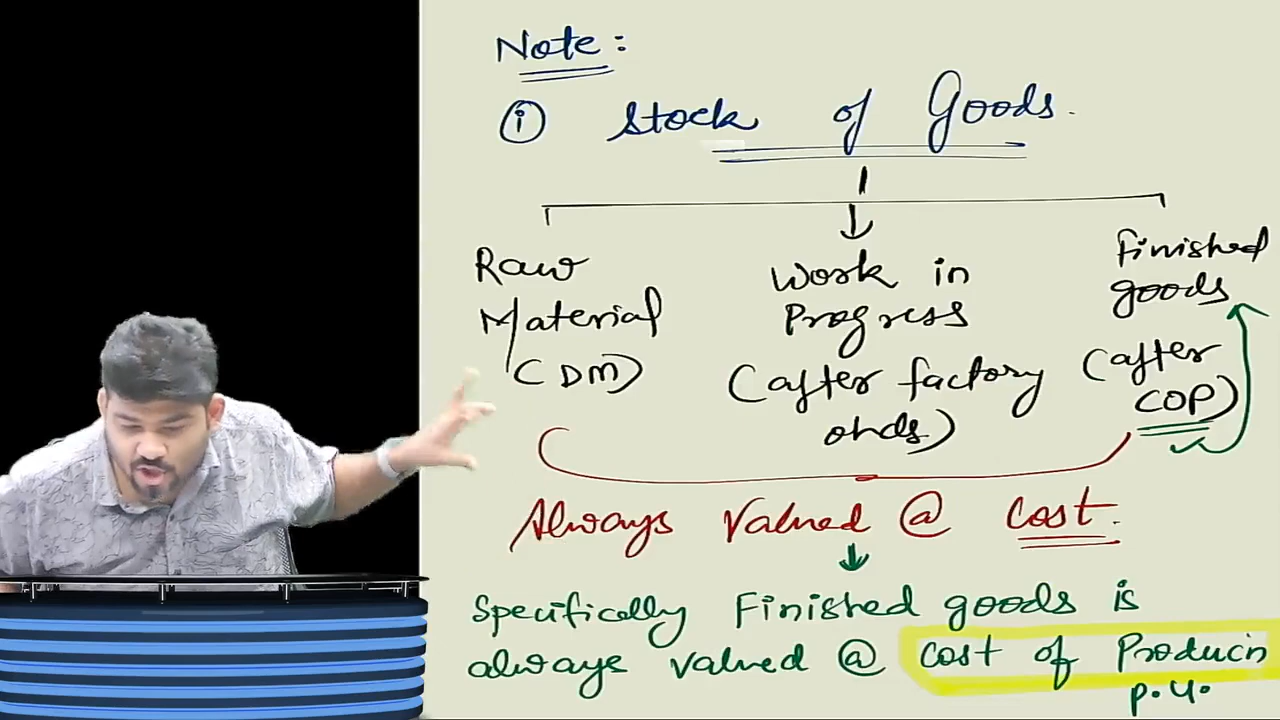 Note:
① Stock of Goods.
Raw
Material
(DM)
Work in
Progress
(after factory
ohds)
Finished
goods
(after
COP)
Always Valued @ Cost.
Specifically Finished goods is
always valued @ Cost of Producn
p.u.